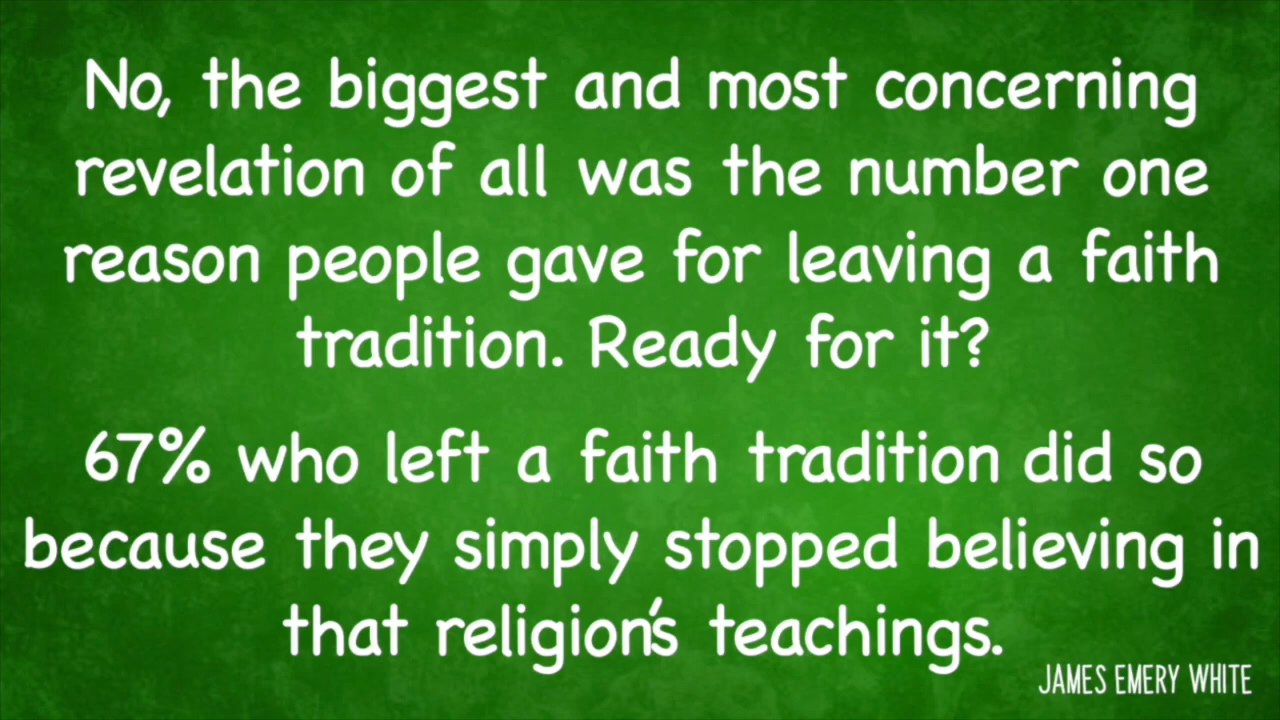 No, the biggest and most concerning
revelation of all was the number one
reason people gave for leaving a faith
tradition. Ready for it?
67% who left a faith tradition did so
because they simply stopped believing in
that religion's teachings.
JAMES EMERY WHITE